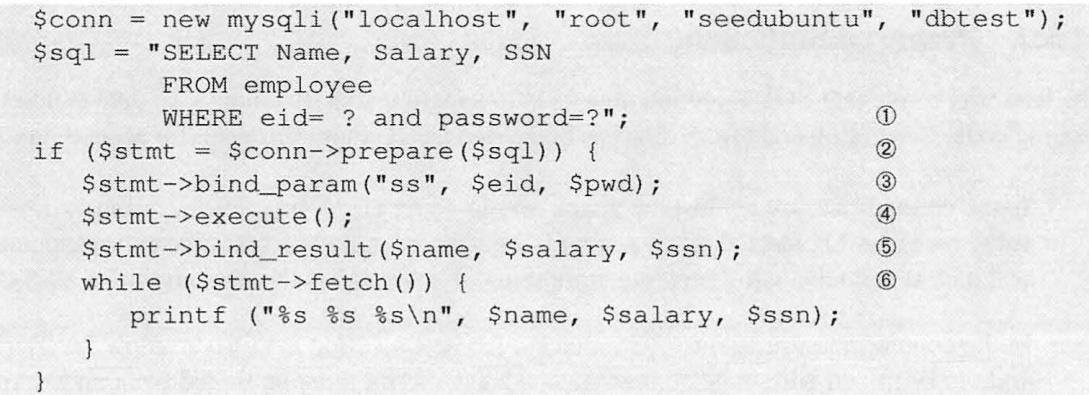 $conn = new mysqli("localhost", "root", "seedubuntu", "dbtest");
$sql = "SELECT Name, Salary, SSN
        FROM employee
        WHERE eid= ? and password=?"; ①
if ($stmt = $conn->prepare($sql)) { ②
   $stmt->bind_param("ss", $eid, $pwd); ③
   $stmt->execute(); ④
   $stmt->bind_result($name, $salary, $ssn); ⑤
   while ($stmt->fetch()) { ⑥
      printf ("%s %s %s\n", $name, $salary, $ssn);
   }
}